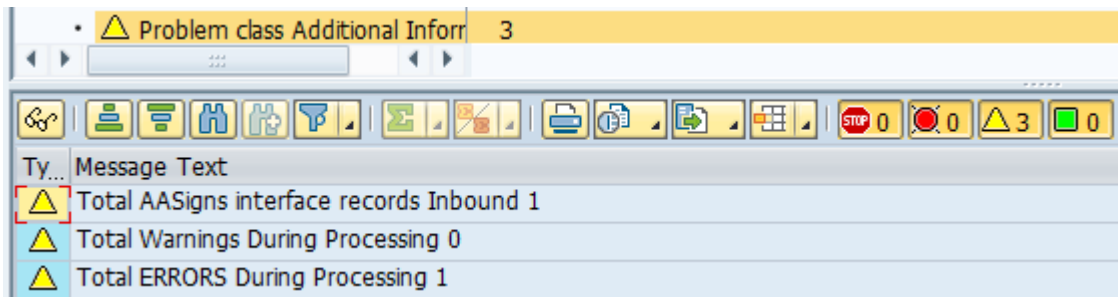 Problem class Additional Inforr 3
STOP 0 0 3 0
Ty... Message Text
Total AASigns interface records Inbound 1
Total Warnings During Processing 0
Total ERRORS During Processing 1